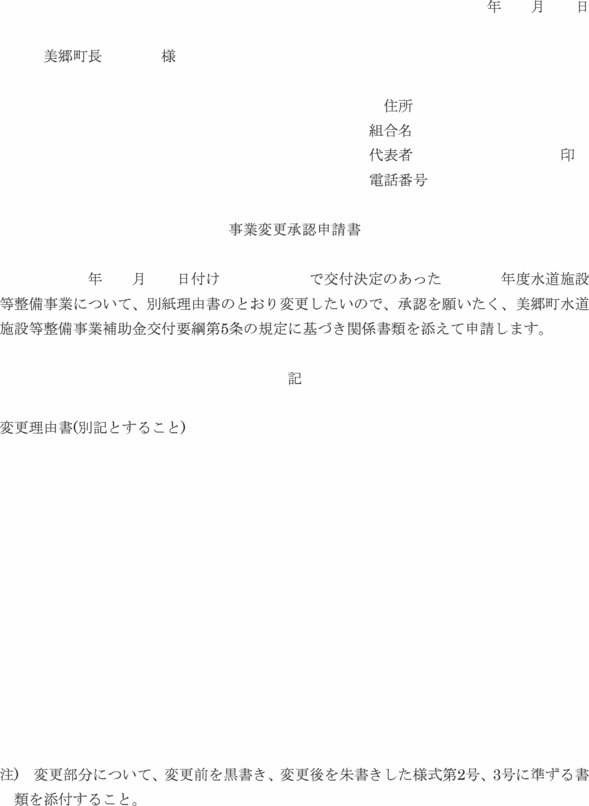 年　　月　　日
美郷町長　　　　様
住所
組合名
代表者　　　　　　　　　　印
電話番号
事業変更承認申請書
年　　月　　日付け　　　　　　で交付決定のあった　　　　年度水道施設
等整備事業について、別紙理由書のとおり変更したいので、承認を願いたく、美郷町水道
施設等整備事業補助金交付要綱第5条の規定に基づき関係書類を添えて申請します。
記
変更理由書(別記とすること)
注)　変更部分について、変更前を黒書き、変更後を朱書きした様式第2号、3号に準ずる書
類を添付すること。